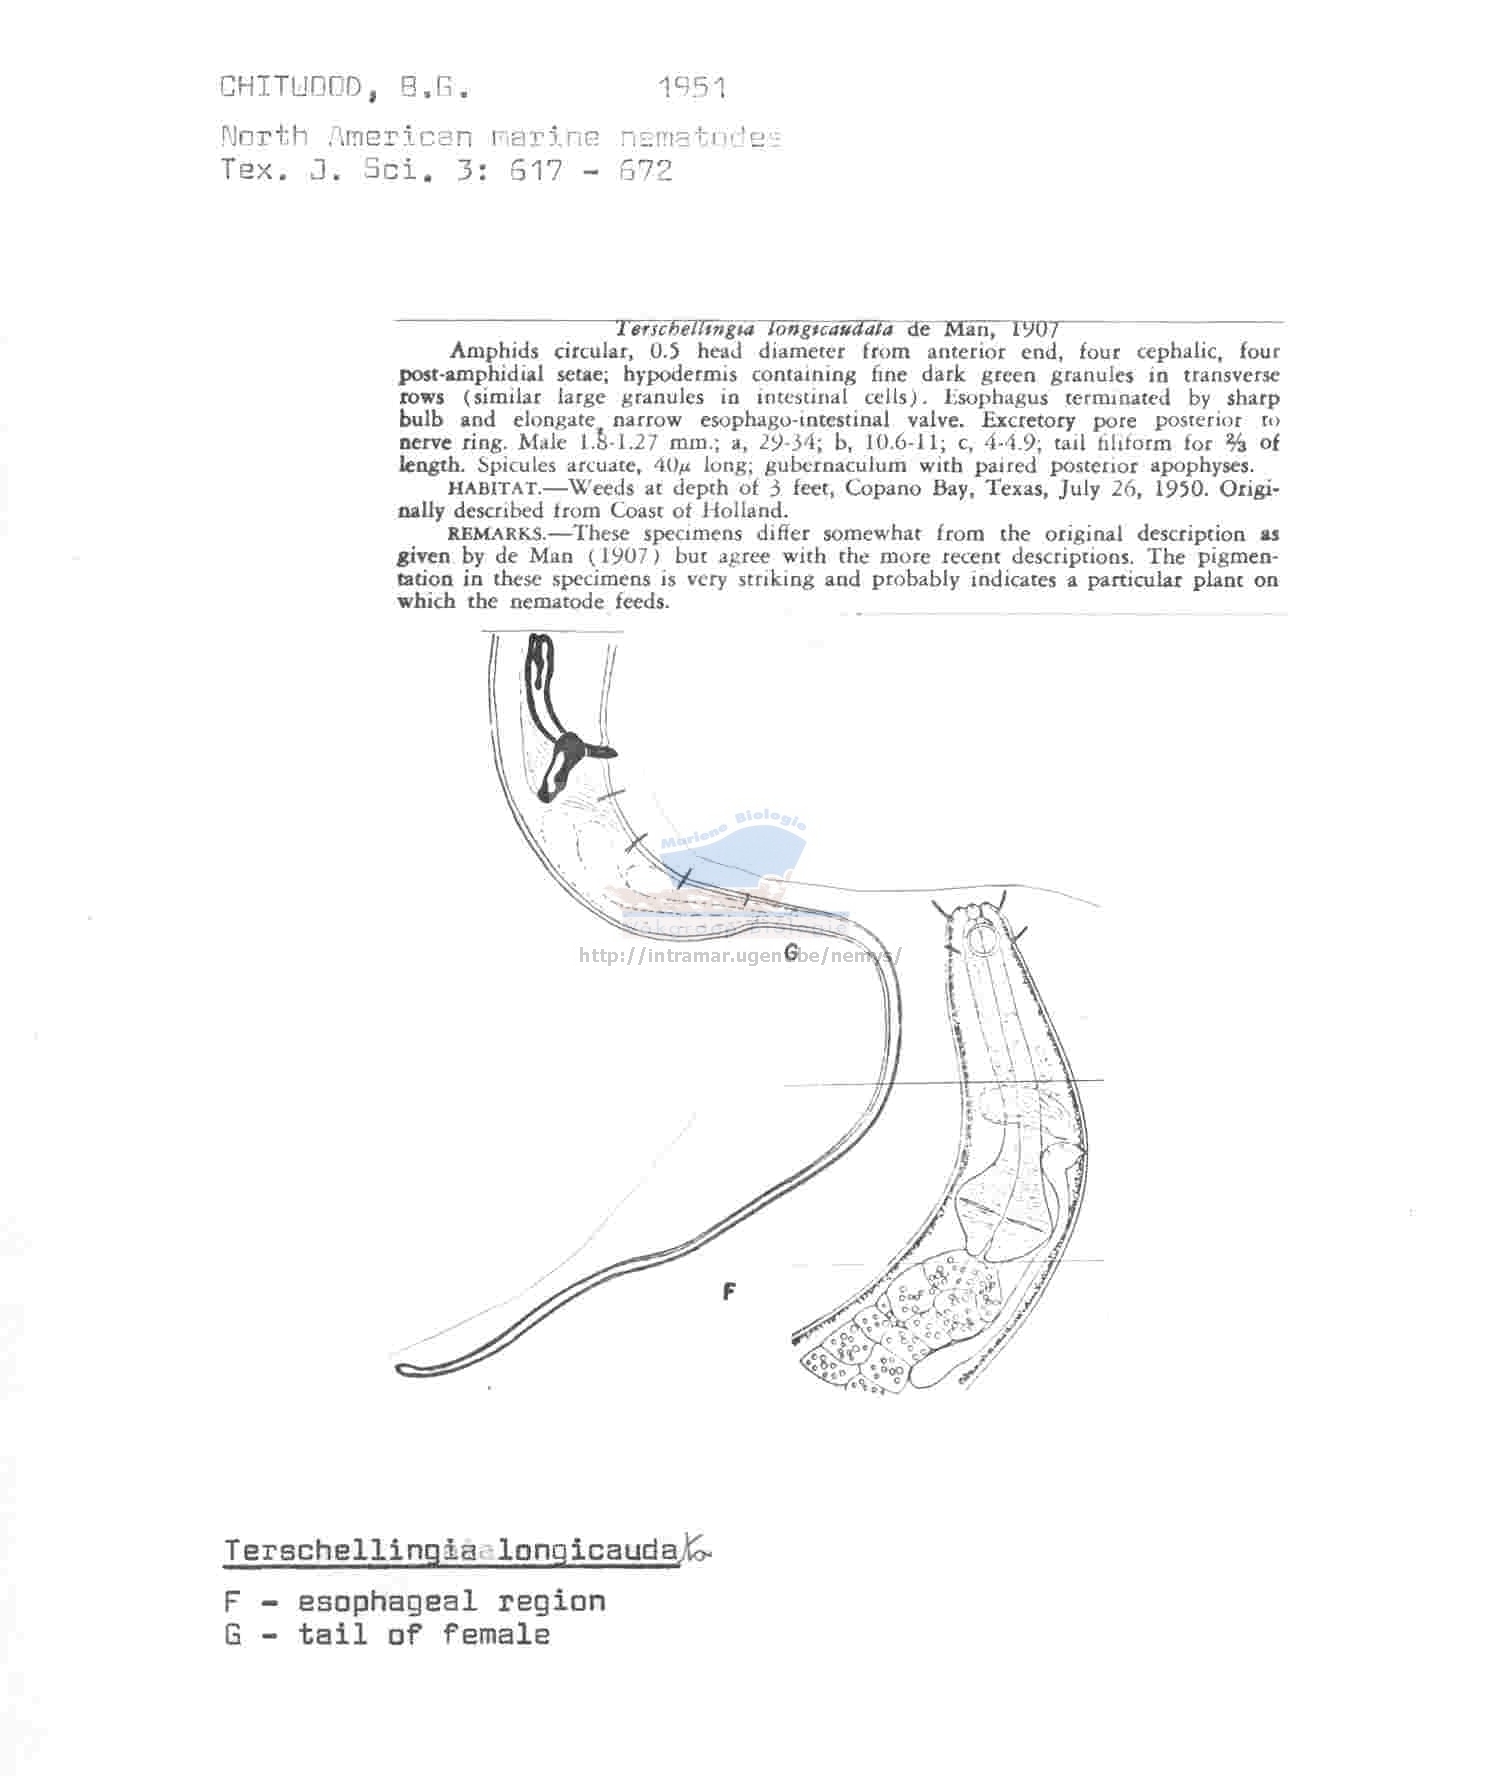 CHITWOOD, B.G. 1951
North American marine nematodes
Tex. J. Sci. 3: 617 - 672
Terschellingia longicaudata de Man, 1907
Amphids circular, 0.5 head diameter from anterior end, four cephalic, four
post-amphidial setae; hypodermis containing fine dark green granules in transverse
rows (similar large granules in intestinal cells). Esophagus terminated by sharp
bulb and elongate narrow esophago-intestinal valve. Excretory pore posterior to
nerve ring. Male 1.8-1.27 mm.; a, 29-34; b, 10.6-11; c, 4-4.9; tail filiform for ⅔ of
length. Spicules arcuate, 40µ long; gubernaculum with paired posterior apophyses.
HABITAT.—Weeds at depth of 3 feet, Copano Bay, Texas, July 26, 1950. Origi-
nally described from Coast of Holland.
REMARKS.—These specimens differ somewhat from the original description as
given by de Man (1907) but agree with the more recent descriptions. The pigmen-
tation in these specimens is very striking and probably indicates a particular plant on
which the nematode feeds.
Mariene Biologie
G
http://intramar.ugent.be/nemys/
F
Terschellingia longicaudata
F - esophageal region
G - tail of female